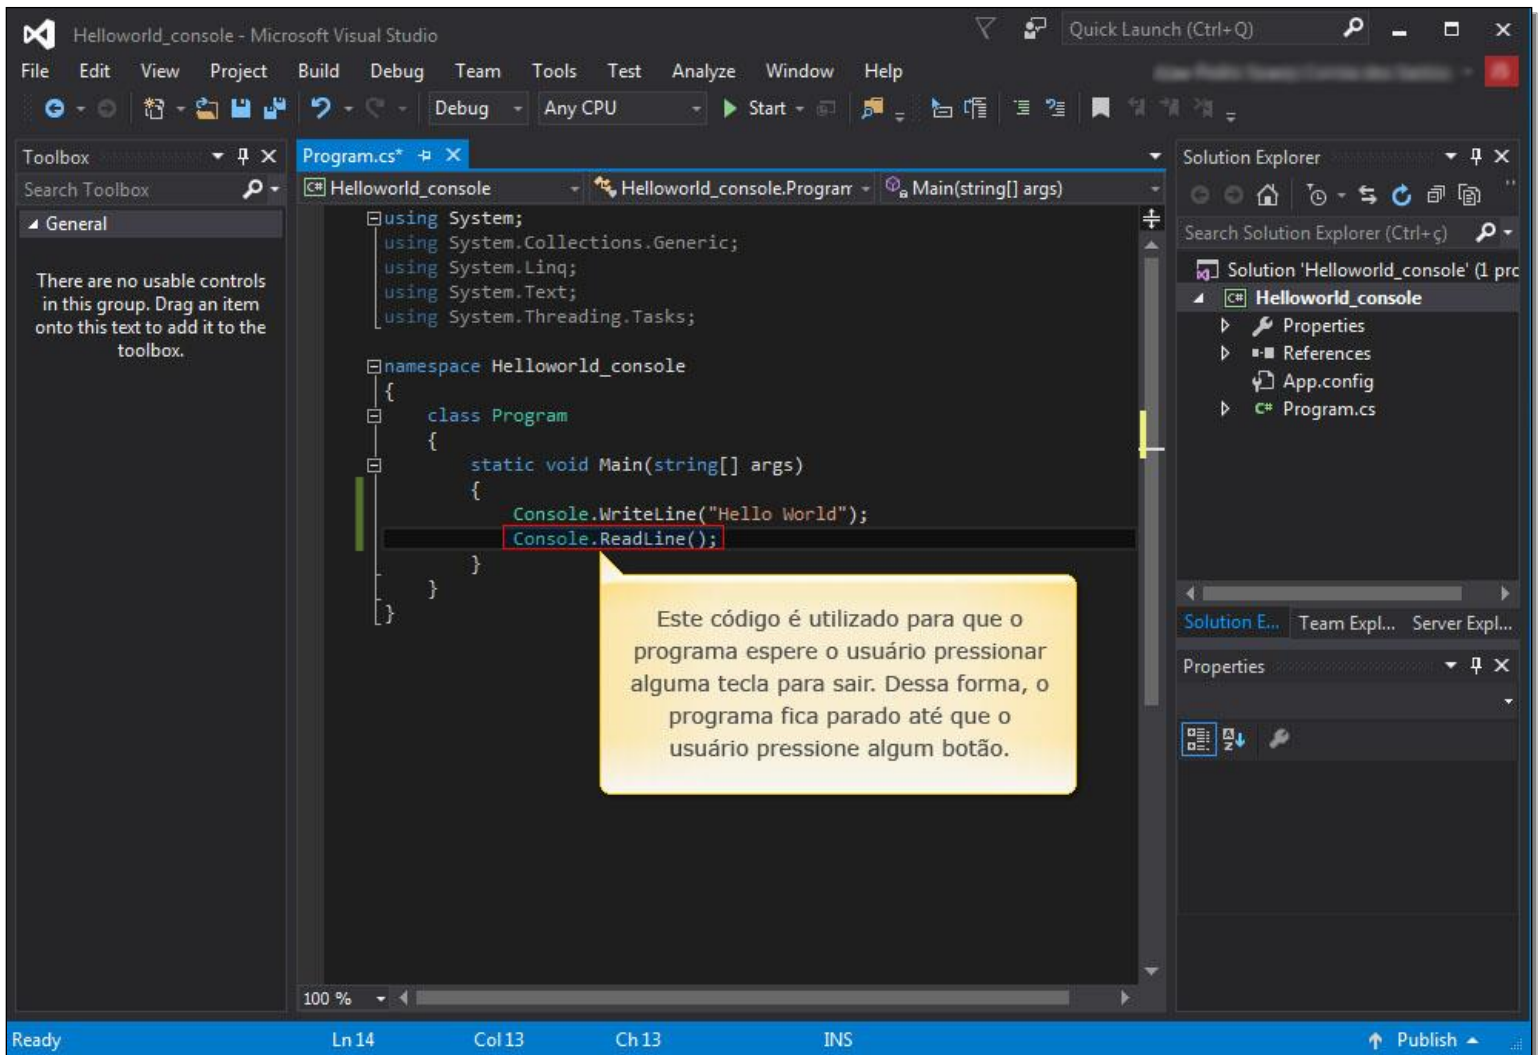 Helloworld_console - Microsoft Visual Studio
Quick Launch (Ctrl+Q)
File Edit View Project Build Debug Team Tools Test Analyze Window Help
Debug Any CPU Start
Toolbox
Search Toolbox
General
There are no usable controls
in this group. Drag an item
onto this text to add it to the
toolbox.
Program.cs*
Helloworld_console Helloworld_console.Program Main(string[] args)
using System;
using System.Collections.Generic;
using System.Linq;
using System.Text;
using System.Threading.Tasks;
namespace Helloworld_console
{
class Program
{
static void Main(string[] args)
{
Console.WriteLine("Hello World");
Console.ReadLine();
}
}
}
Este código é utilizado para que o
programa espere o usuário pressionar
alguma tecla para sair. Dessa forma, o
programa fica parado até que o
usuário pressione algum botão.
100 %
Solution Explorer
Search Solution Explorer (Ctrl+ç)
Solution 'Helloworld_console' (1 prc
C# Helloworld_console
Properties
References
App.config
C# Program.cs
Solution E... Team Expl... Server Expl...
Properties
Ready Ln 14 Col 13 Ch 13 INS Publish